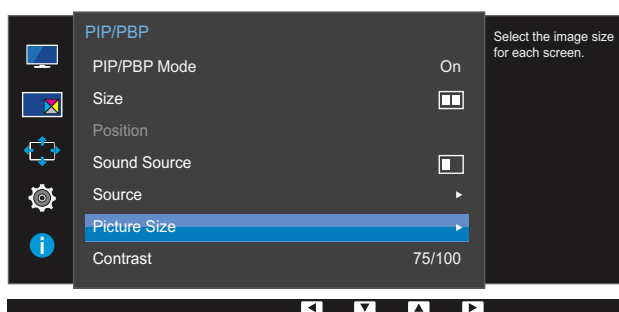 PIP/PBP
Select the image size
for each screen.
PIP/PBP Mode On
Size
Position
Sound Source
Source
Picture Size
Contrast 75/100